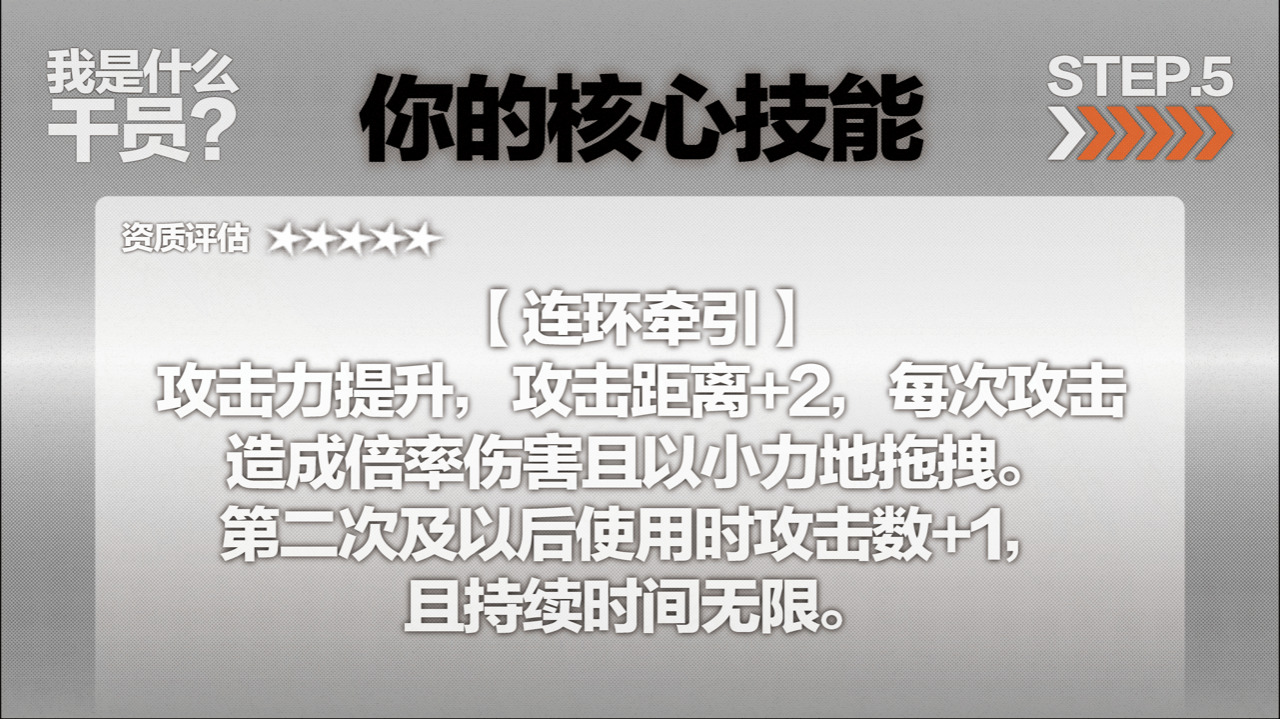 我是什么
干员?
你的核心技能
STEP.5
资质评估 ★★★★★
【连环牵引】
攻击力提升，攻击距离+2，每次攻击
造成倍率伤害且以小力地拖拽。
第二次及以后使用时攻击数+1，
且持续时间无限。